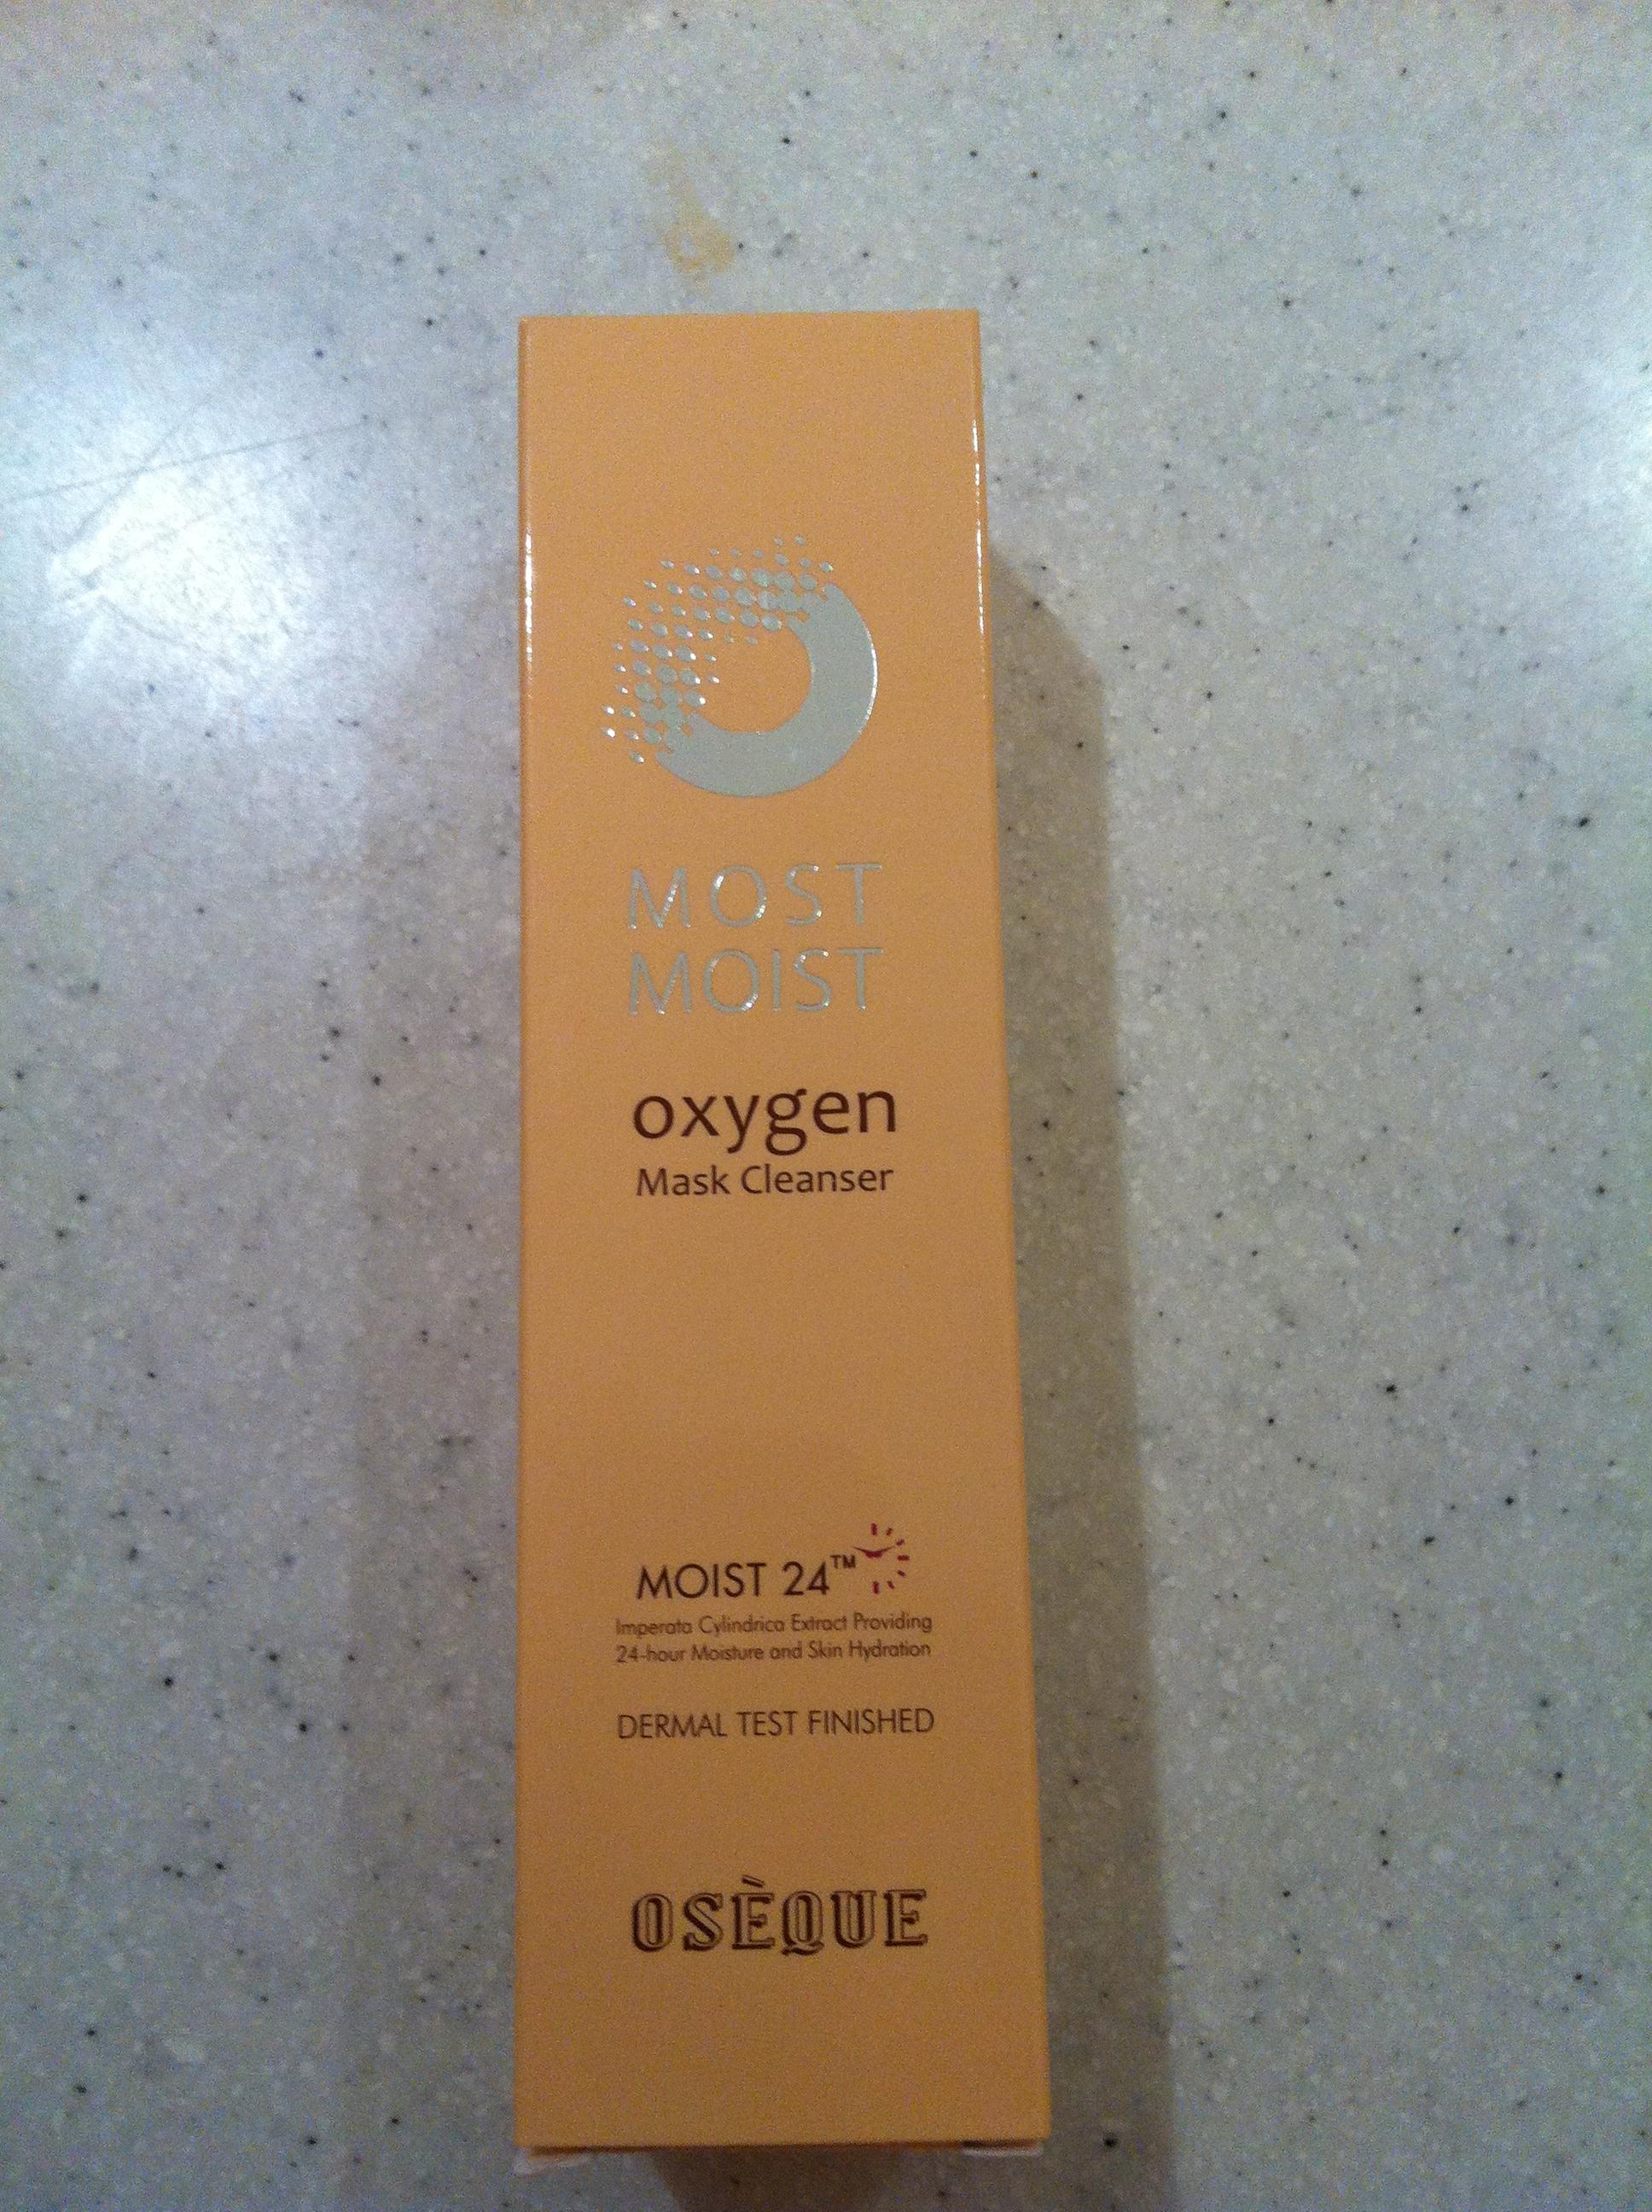 MOST
MOIST
oxygen
Mask Cleanser
MOIST 24™
Imperata Cylindrica Extract Providing
24-hour Moisture and Skin Hydration
DERMAL TEST FINISHED
OSÈQUE